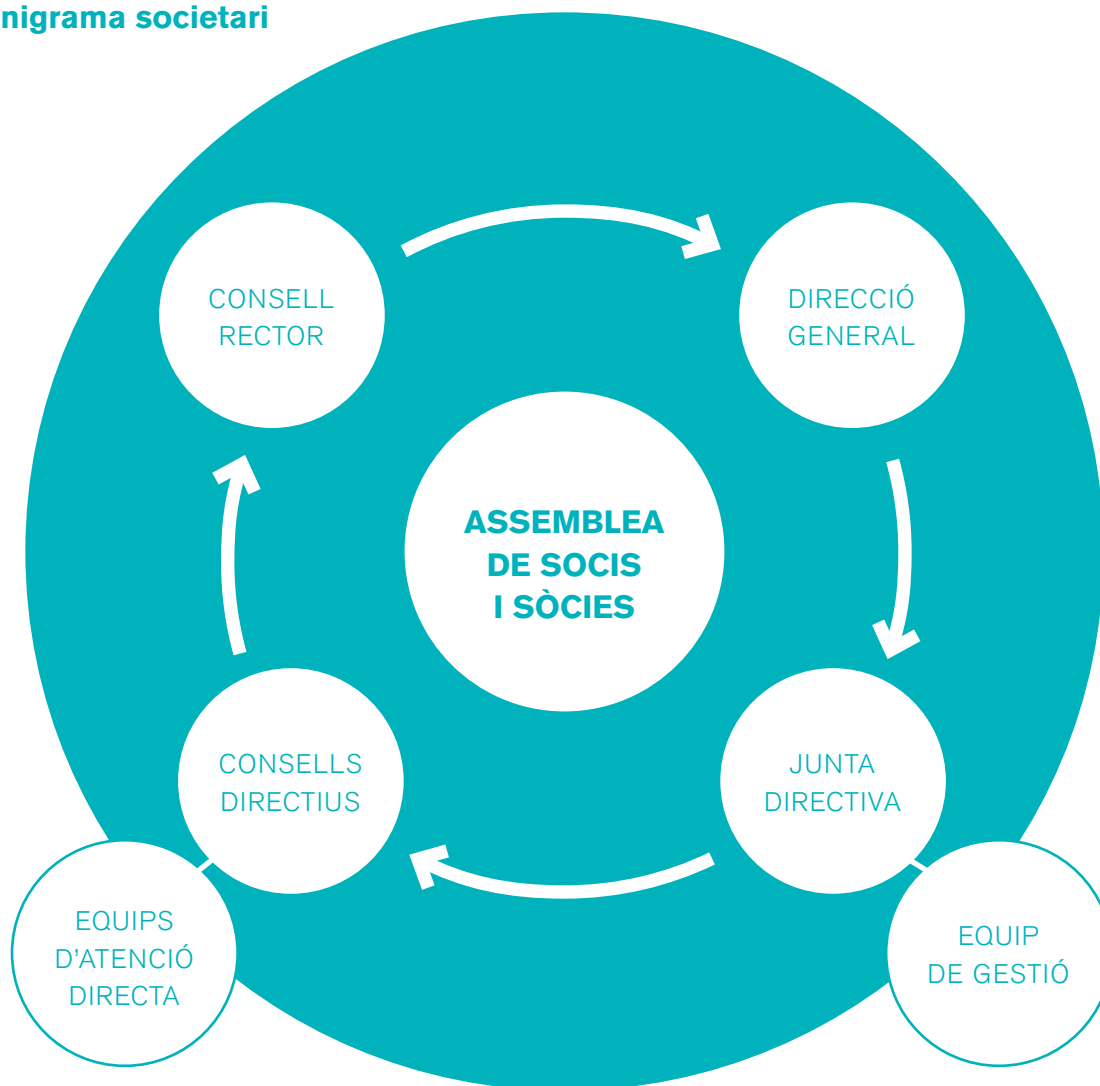 nigrama societari
CONSELL
RECTOR
DIRECCIÓ
GENERAL
ASSEMBLEA
DE SOCIS
I SÒCIES
CONSELLS
DIRECTIUS
JUNTA
DIRECTIVA
EQUIPS
D’ATENCIÓ
DIRECTA
EQUIP
DE GESTIÓ